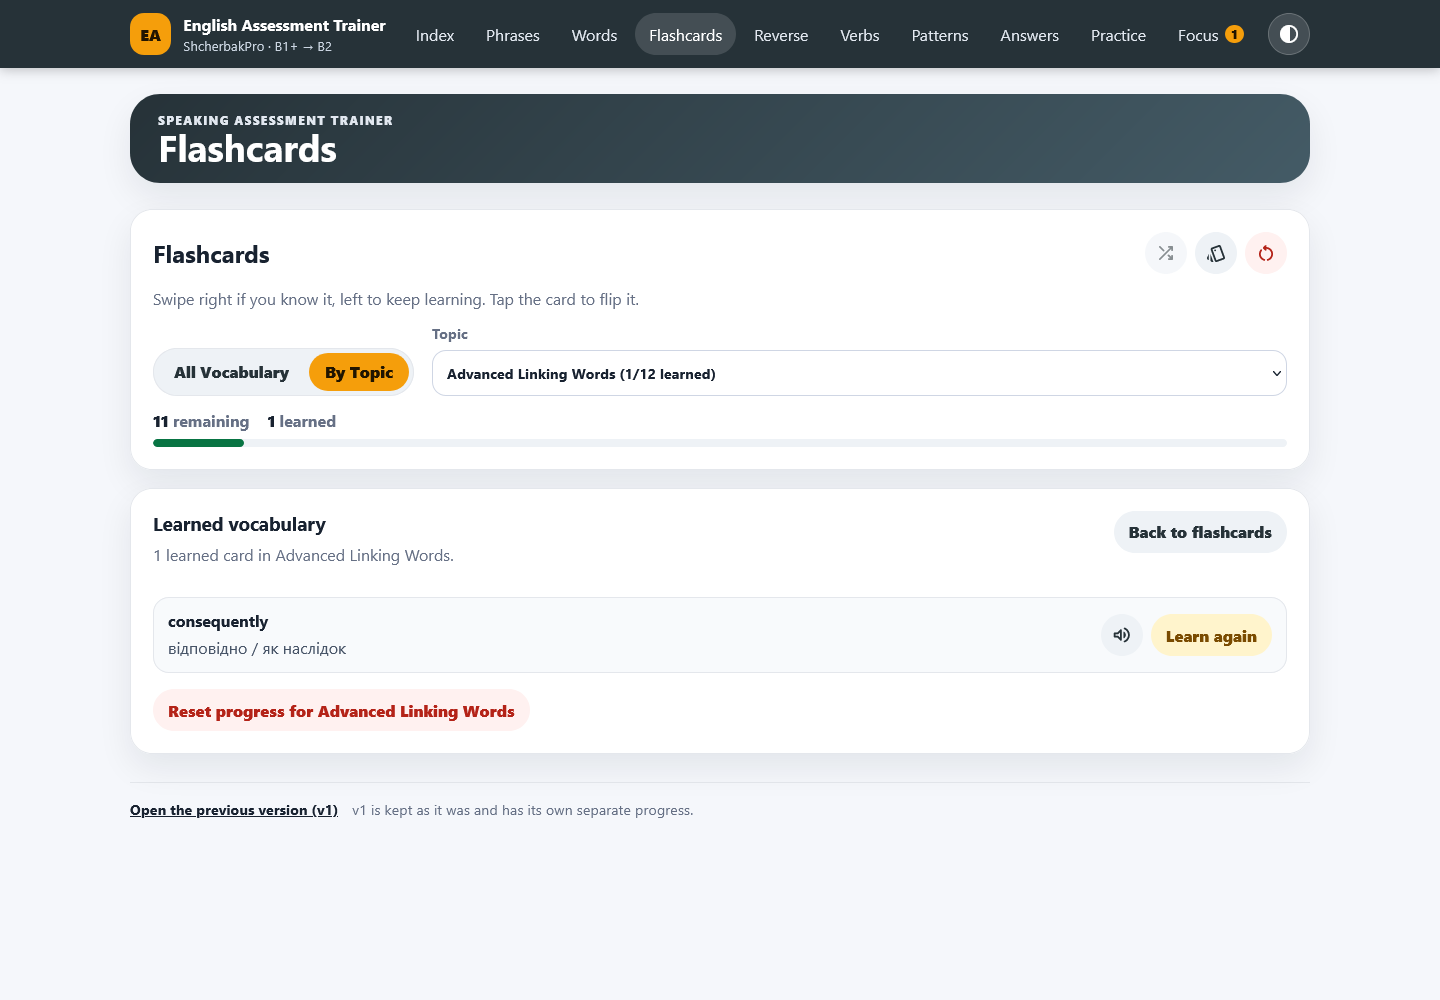 EA
English Assessment Trainer
ShcherbakPro · B1+ → B2
Index
Phrases
Words
Flashcards
Reverse
Verbs
Patterns
Answers
Practice
Focus 1
SPEAKING ASSESSMENT TRAINER
Flashcards
Flashcards
Swipe right if you know it, left to keep learning. Tap the card to flip it.
Topic
All Vocabulary
By Topic
Advanced Linking Words (1/12 learned)
11 remaining 1 learned
Learned vocabulary
Back to flashcards
1 learned card in Advanced Linking Words.
consequently
відповідно / як наслідок
Learn again
Reset progress for Advanced Linking Words
Open the previous version (v1) v1 is kept as it was and has its own separate progress.